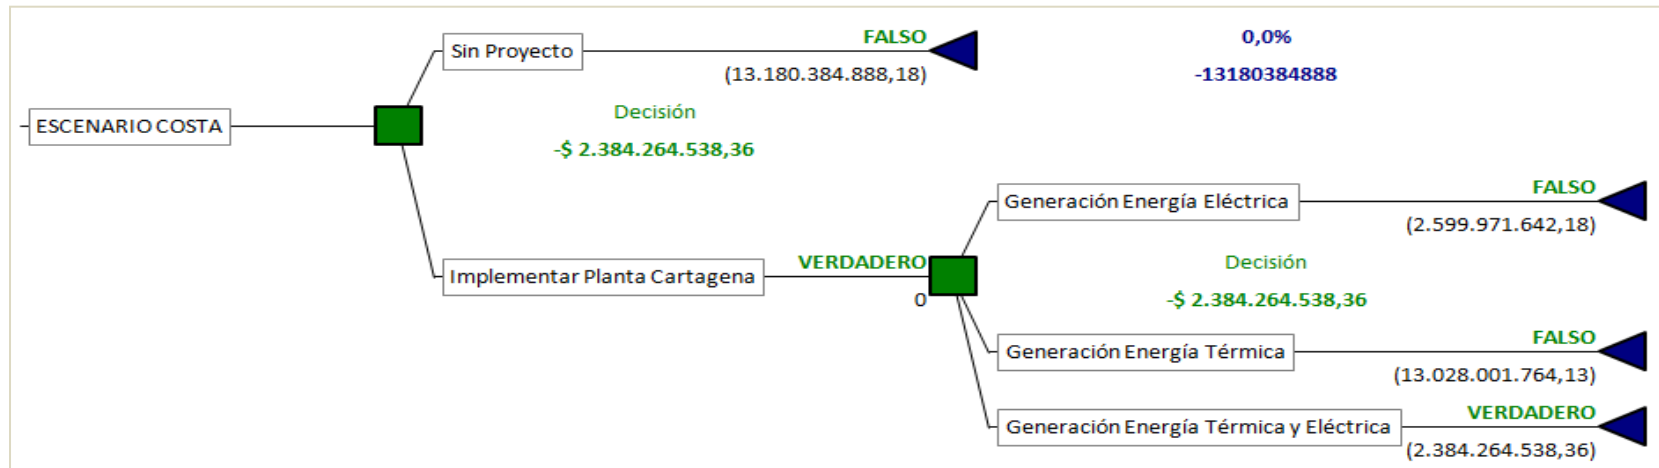 FALSO
0,0%
Sin Proyecto
(13.180.384.888,18)
-13180384888
Decisión
ESCENARIO COSTA
-$ 2.384.264.538,36
FALSO
Generación Energía Eléctrica
(2.599.971.642,18)
VERDADERO
Decisión
Implementar Planta Cartagena
0
-$ 2.384.264.538,36
FALSO
Generación Energía Térmica
(13.028.001.764,13)
VERDADERO
Generación Energía Térmica y Eléctrica
(2.384.264.538,36)